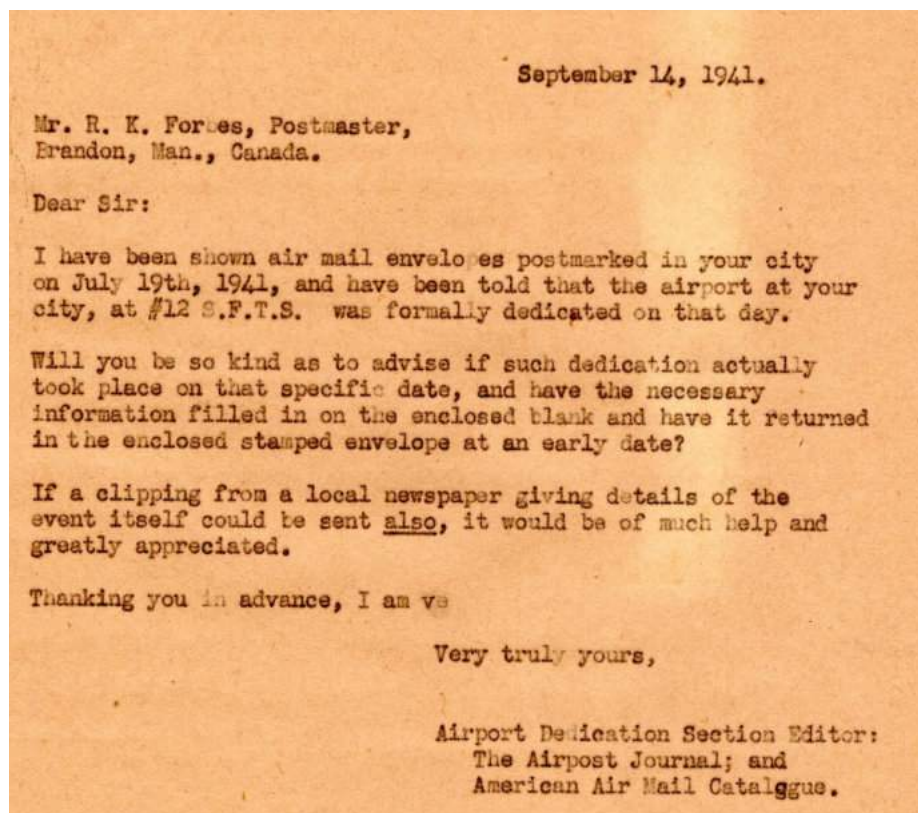 September 14, 1941.
Mr. R. K. Forbes, Postmaster,
Brandon, Man., Canada.
Dear Sir:
I have been shown air mail envelopes postmarked in your city
on July 19th, 1941, and have been told that the airport at your
city, at #12 S.F.T.S.  was formally dedicated on that day.
Will you be so kind as to advise if such dedication actually
took place on that specific date, and have the necessary
information filled in on the enclosed blank and have it returned
in the enclosed stamped envelope at an early date?
If a clipping from a local newspaper giving details of the
event itself could be sent also, it would be of much help and
greatly appreciated.
Thanking you in advance, I am ve
Very truly yours,
Airport Dedication Section Editor:
The Airpost Journal; and
American Air Mail Catalggue.